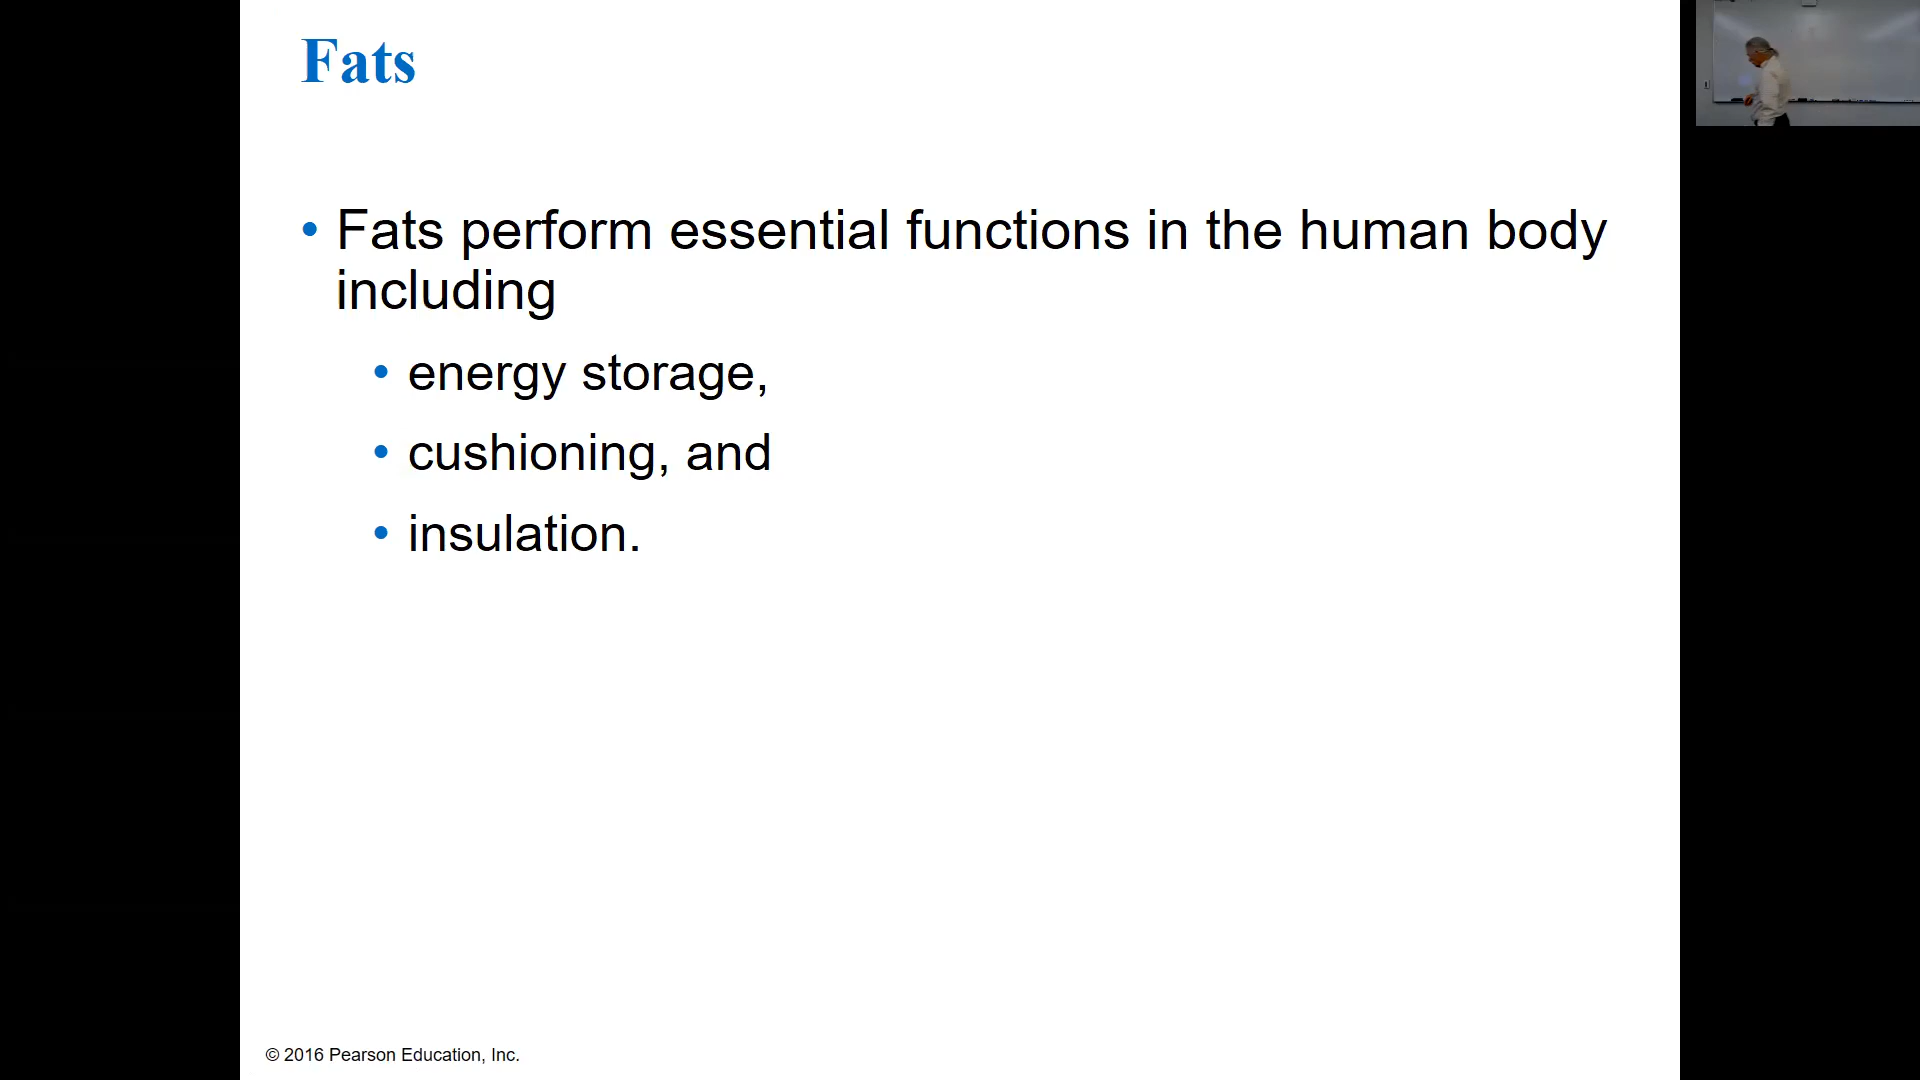 Fats
• Fats perform essential functions in the human body
including
• energy storage,
• cushioning, and
• insulation.
© 2016 Pearson Education, Inc.